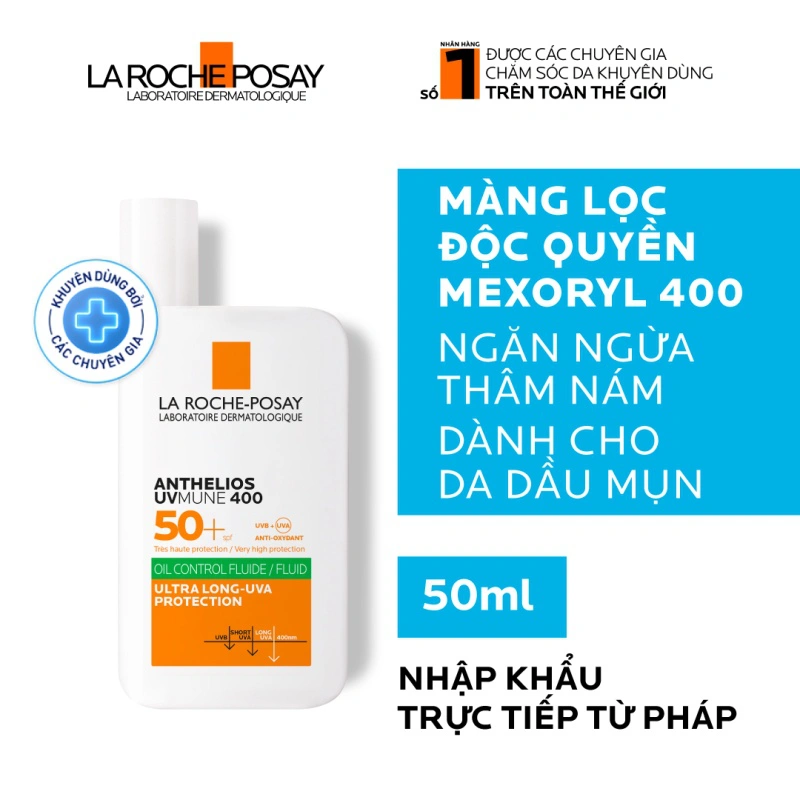 LA ROCHE POSAY
LABORATOIRE DERMATOLOGIQUE
NHÃN HÀNG
SỐ 1
ĐƯỢC CÁC CHUYÊN GIA
CHĂM SÓC DA KHUYÊN DÙNG
TRÊN TOÀN THẾ GIỚI
KHUYÊN DÙNG BỞI
CÁC CHUYÊN GIA
LA ROCHE-POSAY
LABORATOIRE DERMATOLOGIQUE
ANTHELIOS
UVMUNE 400
50+ spf
UVB + UVA
ANTI-OXYDANT
Très haute protection / Very high protection
OIL CONTROL FLUIDE / FLUID
ULTRA LONG-UVA
PROTECTION
UVB
SHORT UVA
LONG UVA
400nm
MÀNG LỌC
ĐỘC QUYỀN
MEXORYL 400
NGĂN NGỪA
THÂM NÁM
DÀNH CHO
DA DẦU MỤN
50ml
NHẬP KHẨU
TRỰC TIẾP TỪ PHÁP